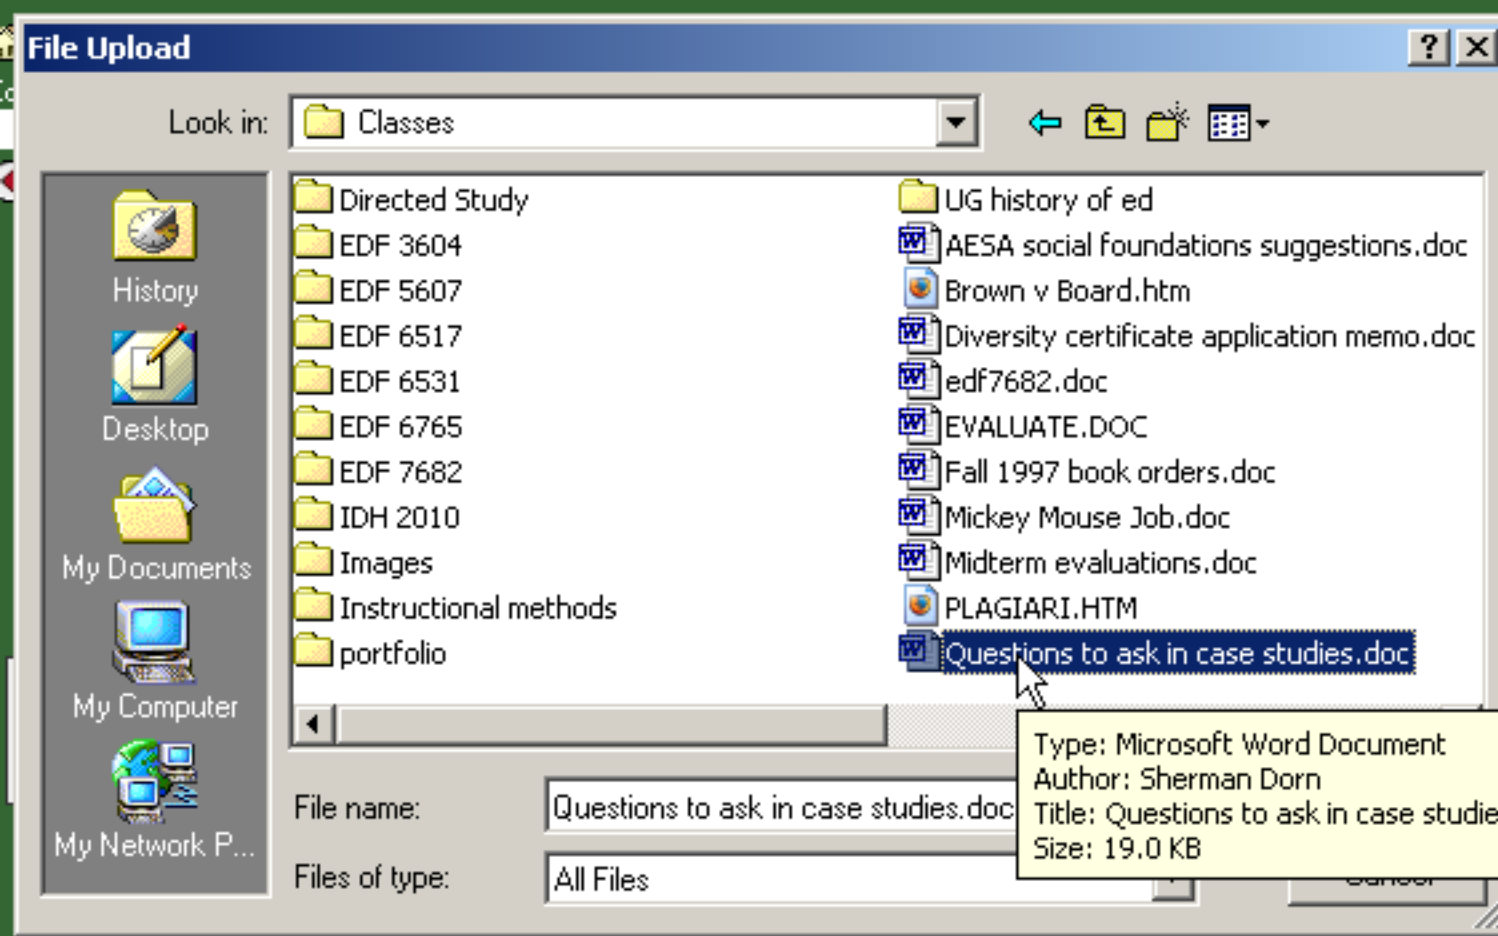 File Upload
Look in: Classes
History
Desktop
My Documents
My Computer
My Network P...
Directed Study
EDF 3604
EDF 5607
EDF 6517
EDF 6531
EDF 6765
EDF 7682
IDH 2010
Images
Instructional methods
portfolio
UG history of ed
AESA social foundations suggestions.doc
Brown v Board.htm
Diversity certificate application memo.doc
edf7682.doc
EVALUATE.DOC
Fall 1997 book orders.doc
Mickey Mouse Job.doc
Midterm evaluations.doc
PLAGIARI.HTM
Questions to ask in case studies.doc
Type: Microsoft Word Document
Author: Sherman Dorn
Title: Questions to ask in case studie
Size: 19.0 KB
File name: Questions to ask in case studies.doc
Files of type: All Files